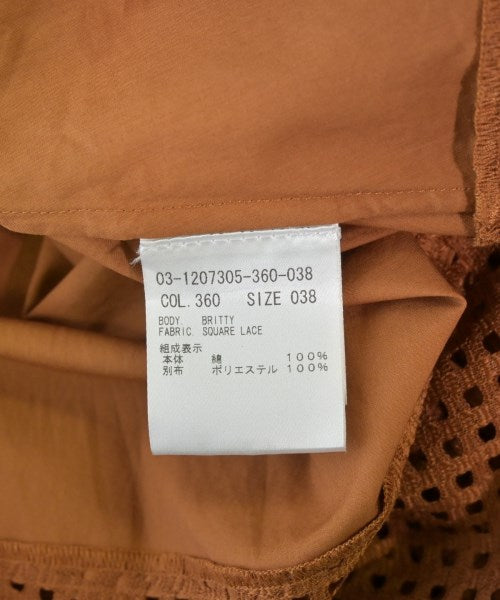 03-1207305-360-038
COL.360 SIZE 038
BODY BRITTY
FABRIC SQUARE LACE
組成表示
本体 綿 100%
別布 ポリエステル 100%